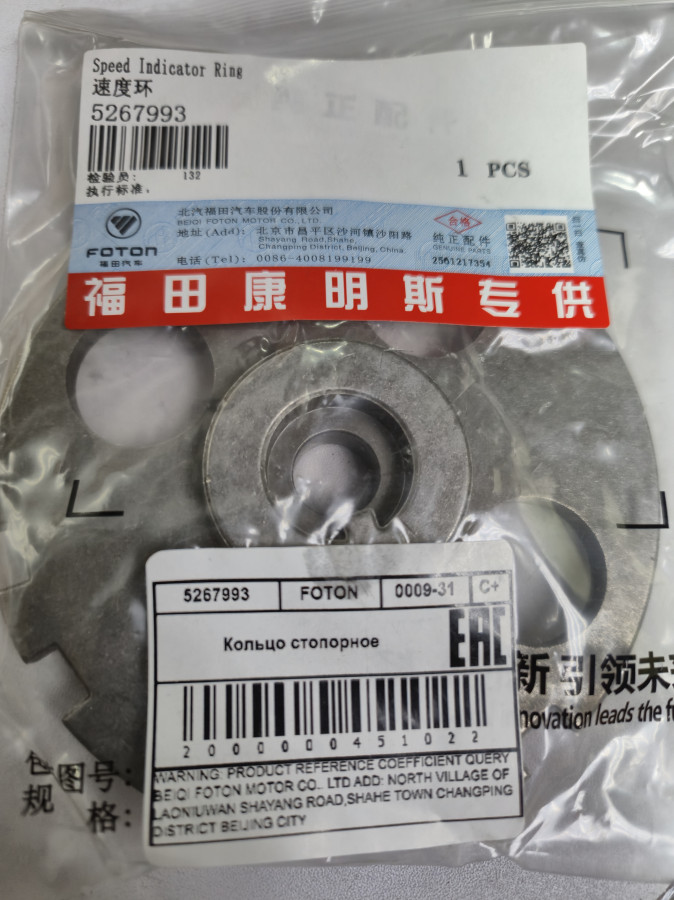 Speed Indicator Ring
速度环
5267993
检验员: 132
执行标准:
1 PCS
FOTON
福田汽车
北汽福田汽车股份有限公司
BEIQI FOTON MOTOR CO.,LTD.
地址(Add): 北京市昌平区沙河镇沙阳路
Shayang Road,Shahe,
Changping District,Beijing,China.
电话(Tel): 0086-4008199199
合格
纯正配件
GENUINE PARTS
2561217354
福田康明斯专供
5267993 FOTON 0009-31 C+
Кольцо стопорное
EAC
2000000451022
WARNING: PRODUCT REFERENCE COEFFICIENT QUERY
BEIQI FOTON MOTOR CO., LTD ADD: NORTH VILLAGE OF
LAONIUWAN SHAYANG ROAD,SHAHE TOWN CHANGPING
DISTRICT BEIJING CITY
新 引领未
novation leads the fu
图号:
规格: